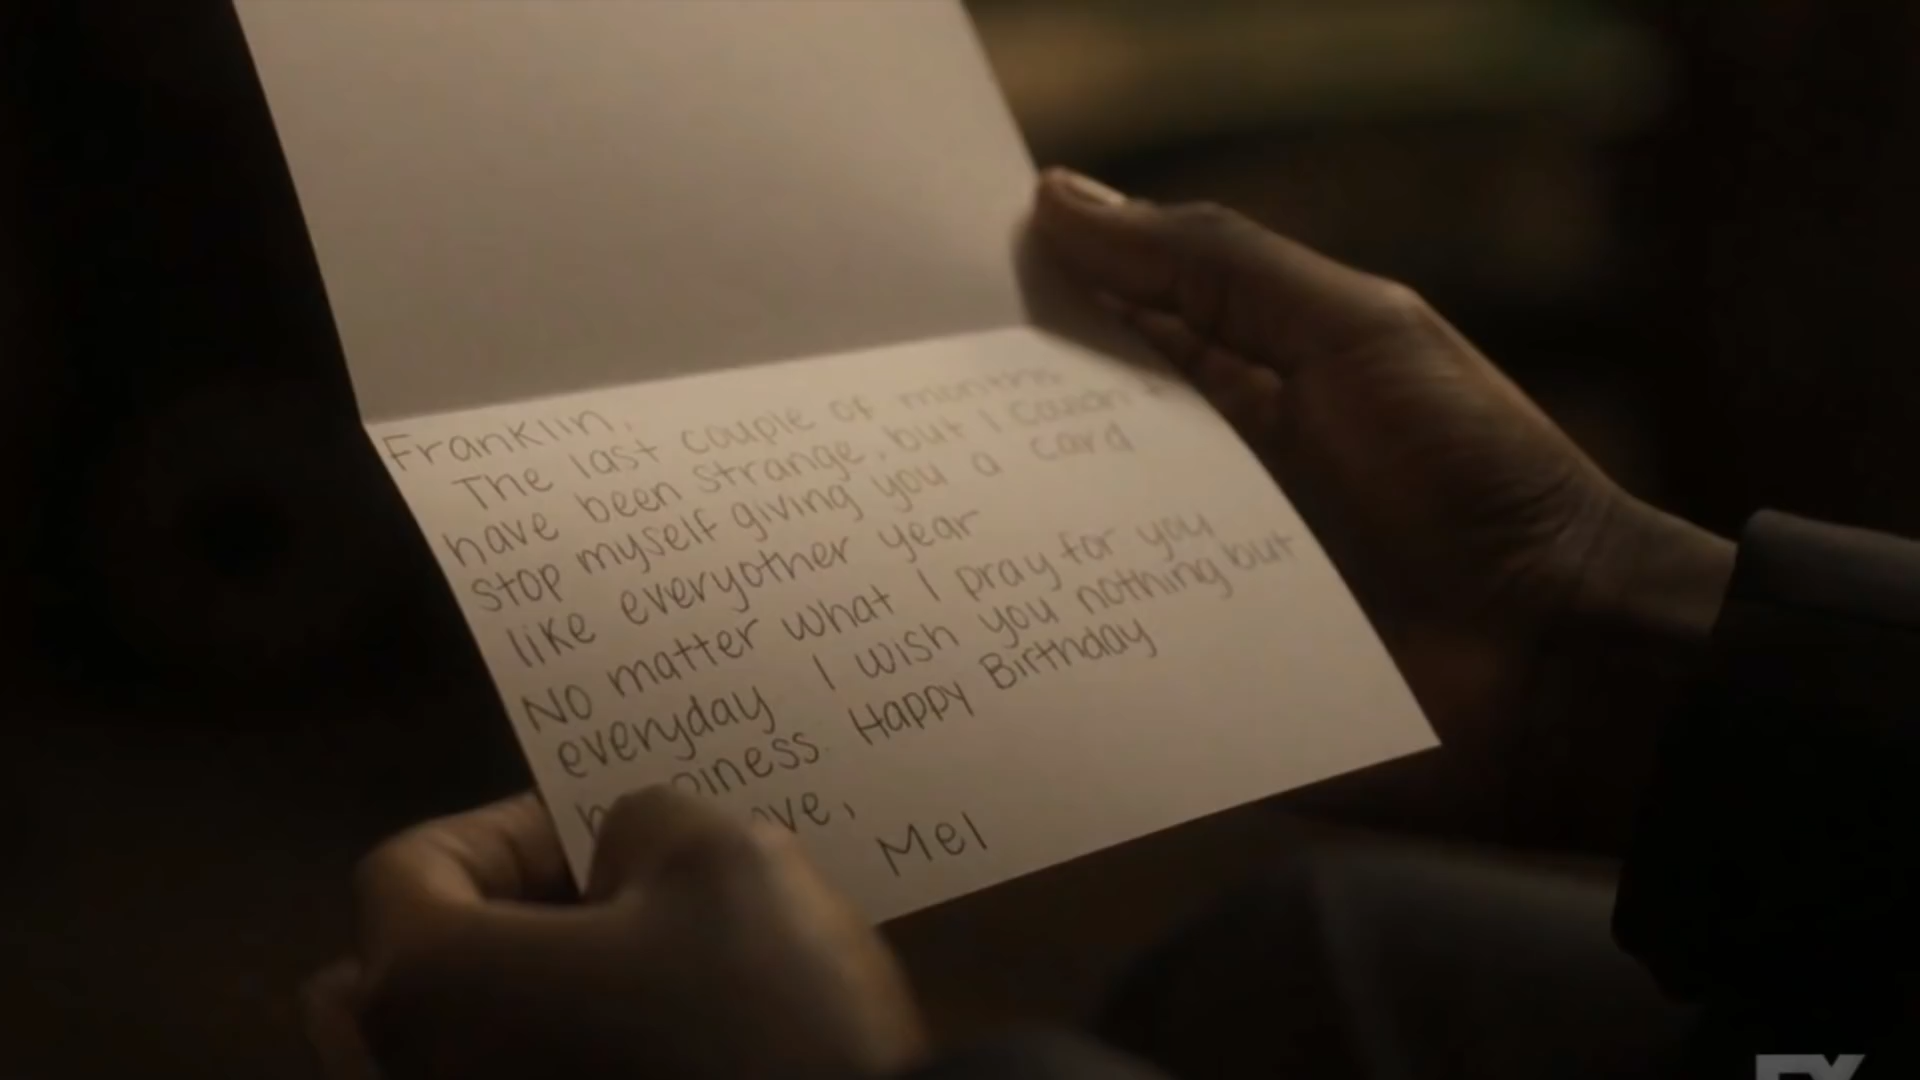 Franklin,
The last couple of months
have been strange, but I couldn't
stop myself giving you a card
like everyother year
No matter what I pray for you
everyday I wish you nothing but
Happy Birthday
Mel
FX